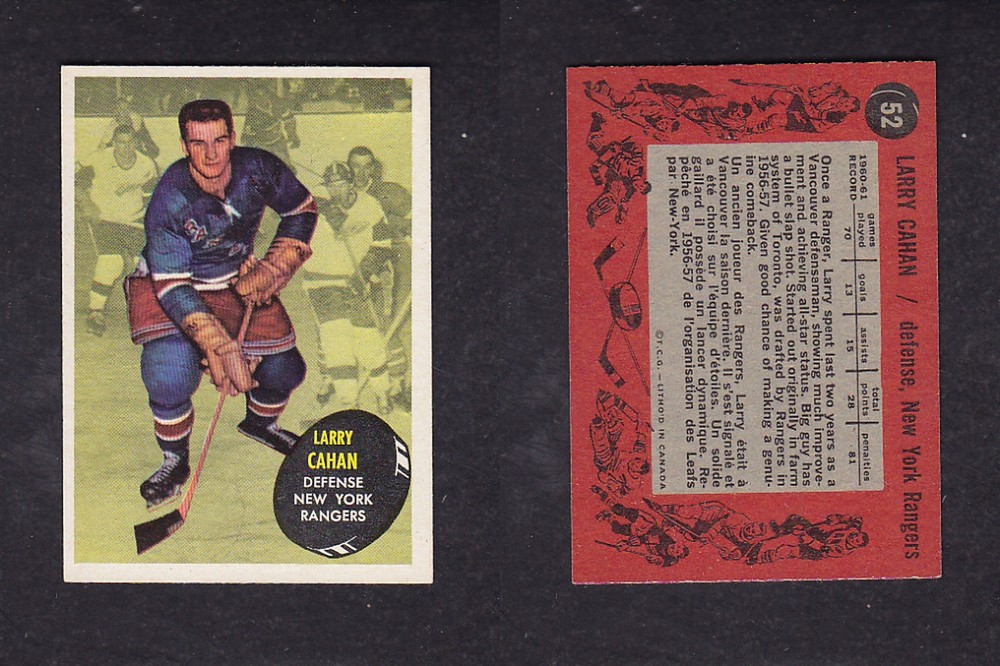 LARRY
CAHAN
DEFENSE
NEW YORK
RANGERS
52
LARRY CAHAN / defense, New York Rangers
1960-61 RECORD
games played goals assists total points penalties
70 13 15 28 81
Once a Ranger, Larry spent last two years as a
Vancouver defenseman, showing much improve-
ment and achieving all-star status. Big guy has
a bullet slap shot. Started out originally in farm
system of Toronto, was drafted by Rangers in
1956-57. Given good chance of making a genu-
ine comeback.
Un ancien joueur des Rangers, Larry était à
Vancouver la saison dernière, s'est signalé et
a été choisi sur l'équipe d'étoiles. Un solide
gaillard il possède un lancer dynamique. Re-
pêché en 1956-57 de l'organisation des Leafs
par New-York.
© T.C.G. — LITHO'D IN CANADA